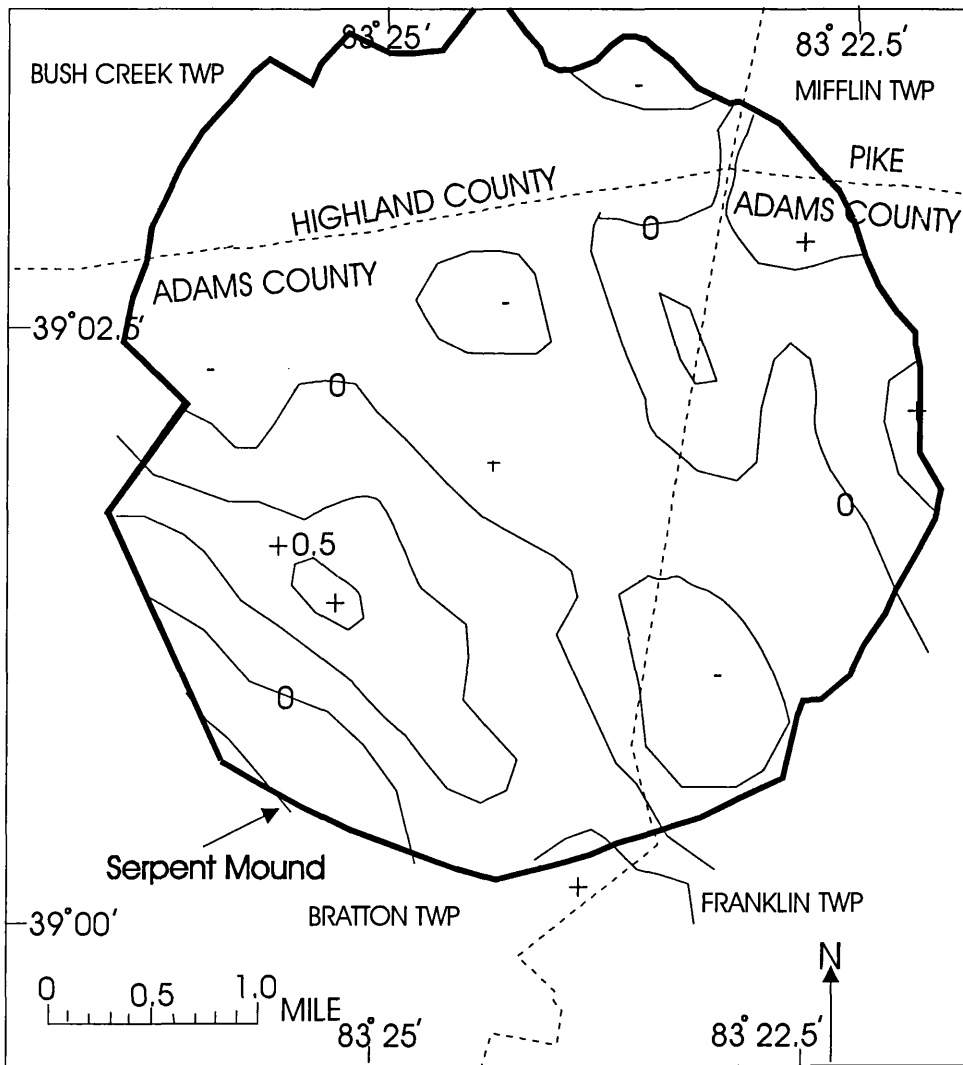 83° 25'
83° 22.5'
BUSH CREEK TWP
MIFFLIN TWP
PIKE
HIGHLAND COUNTY
ADAMS COUNTY
0
+
ADAMS COUNTY
-
-
39° 02.5'
-
0
+
+
0
+0.5
+
-
0
Serpent Mound
+
BRATTON TWP
FRANKLIN TWP
39° 00'
N
0 0.5 1.0
MILE
83° 25'
83° 22.5'